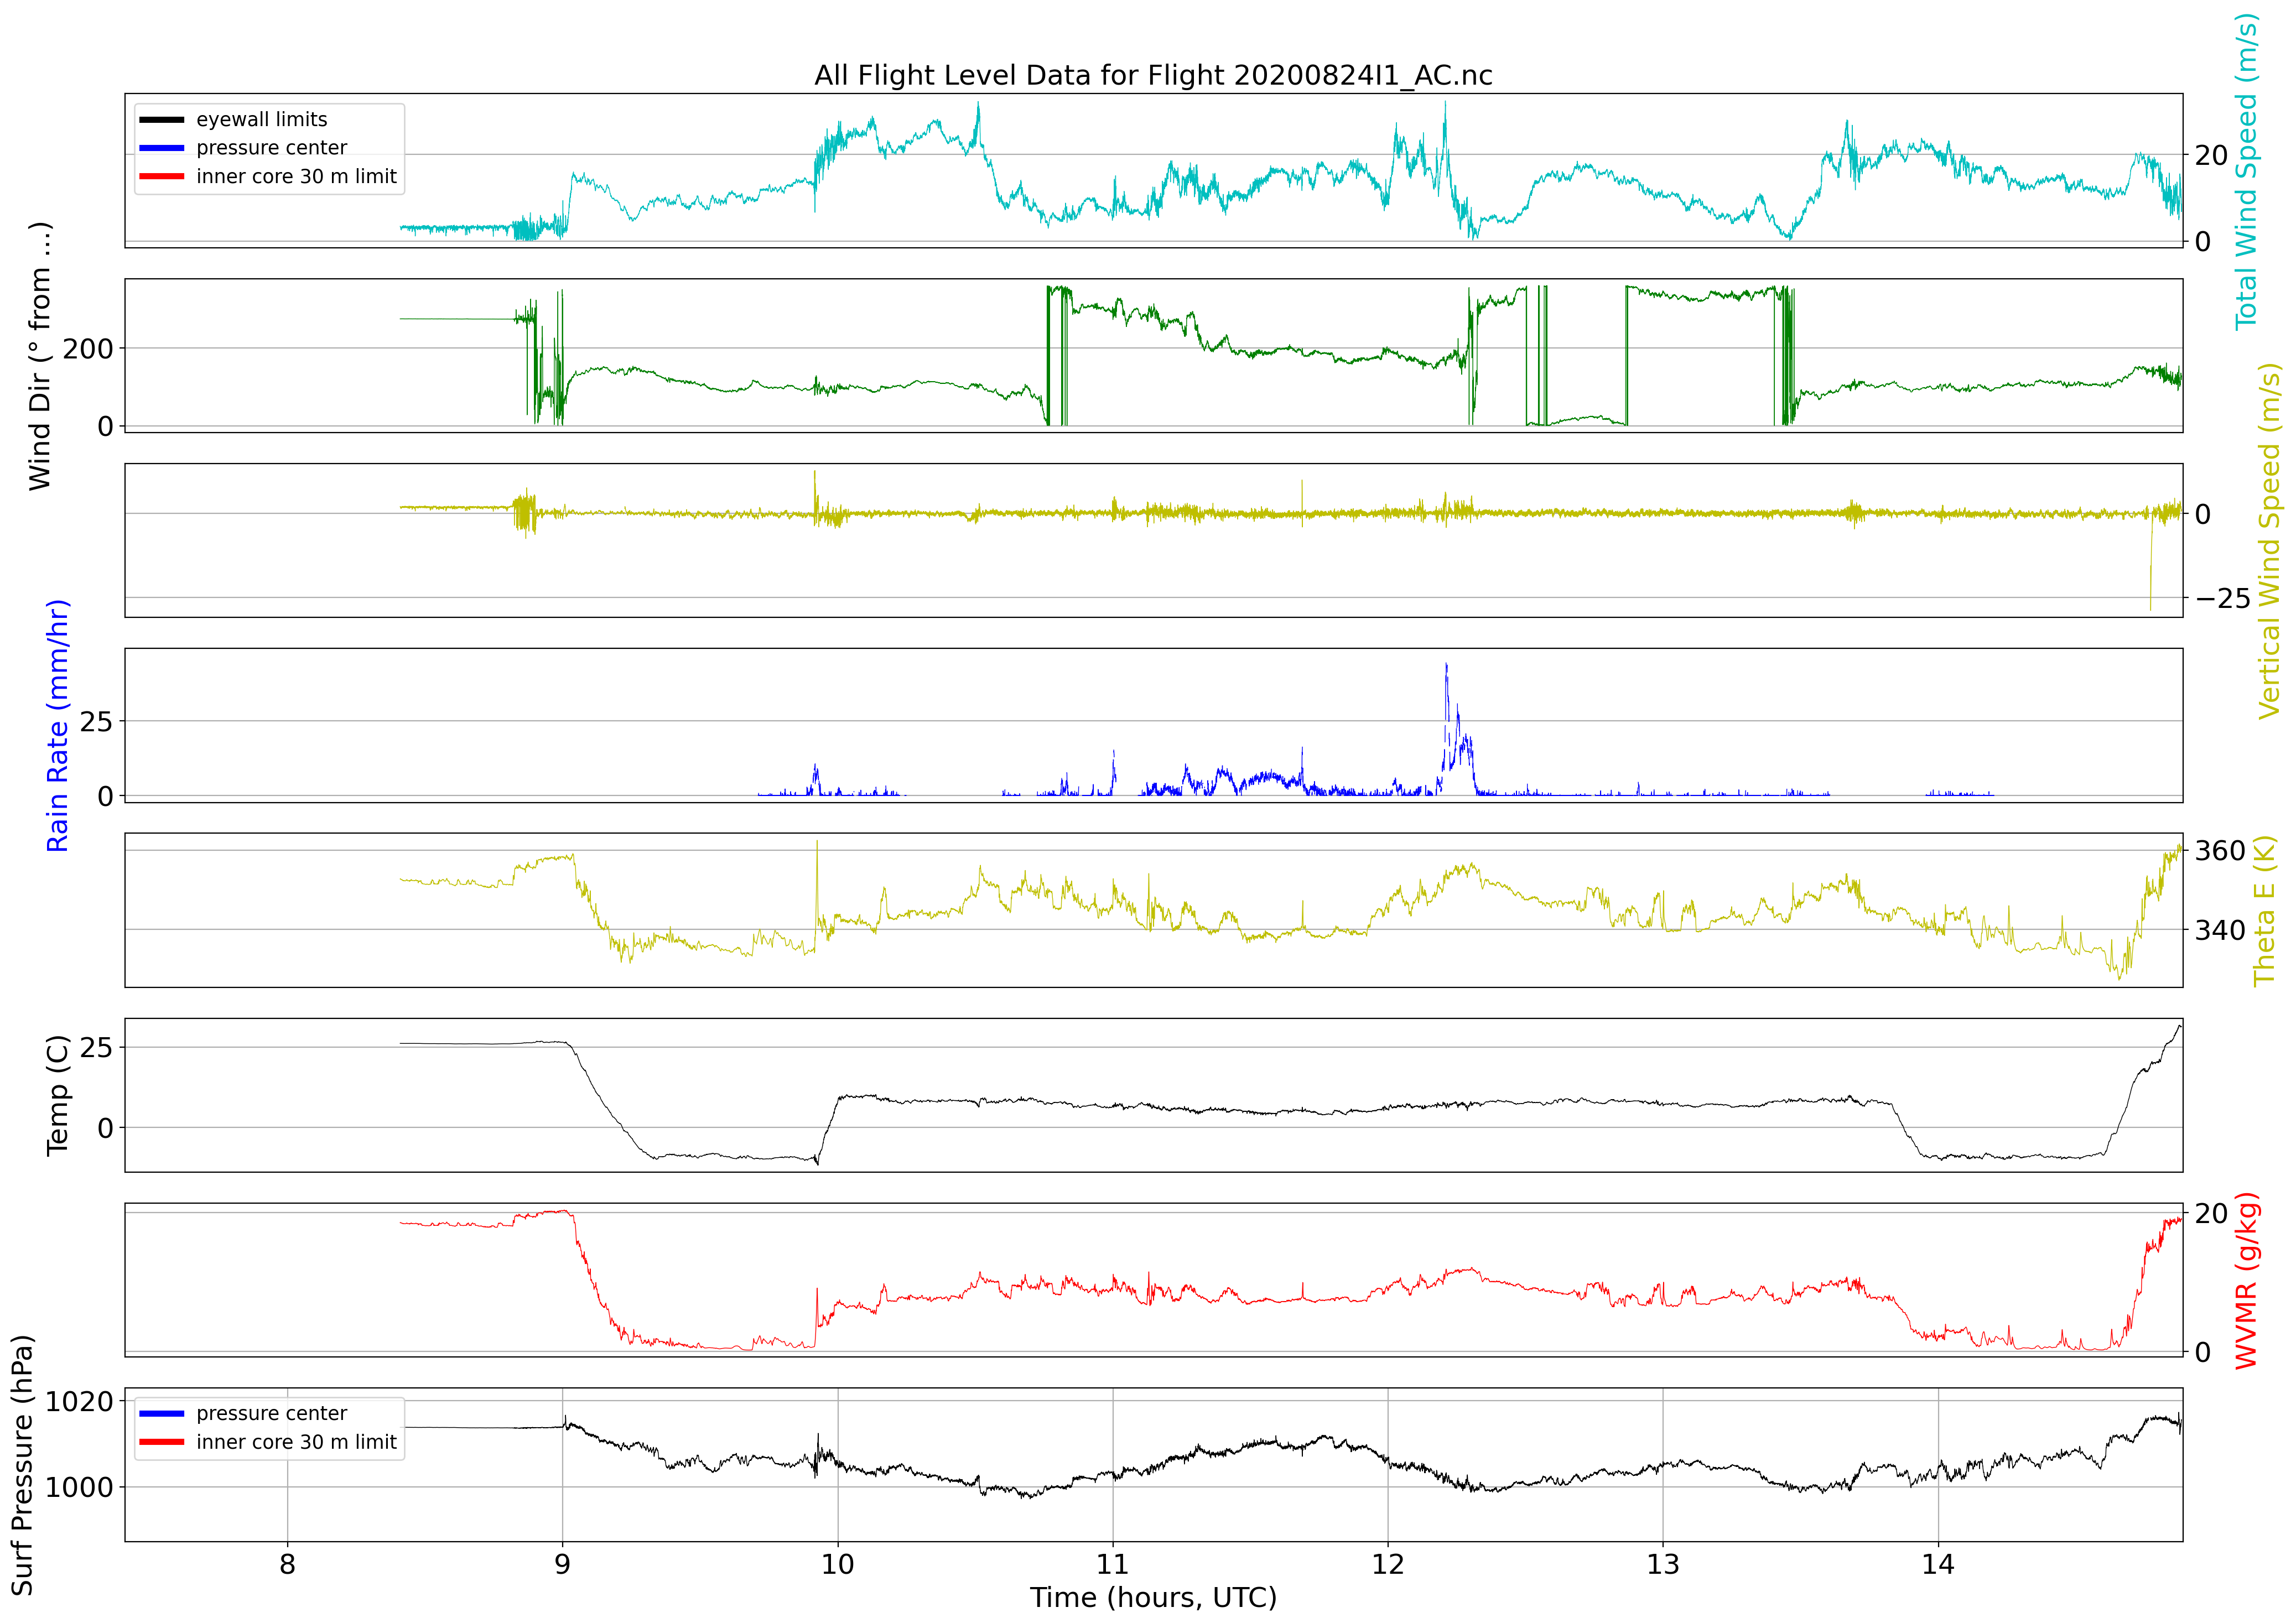 All Flight Level Data for Flight 20200824I1_AC.nc
eyewall limits
pressure center
inner core 30 m limit
20
0
Total Wind Speed (m/s)
Wind Dir (° from ...)
200
0
0
−25
Vertical Wind Speed (m/s)
Rain Rate (mm/hr)
25
0
360
340
Theta E (K)
Temp (C)
25
0
20
0
WVMR (g/kg)
Surf Pressure (hPa)
1020
1000
pressure center
inner core 30 m limit
8 9 10 11 12 13 14
Time (hours, UTC)